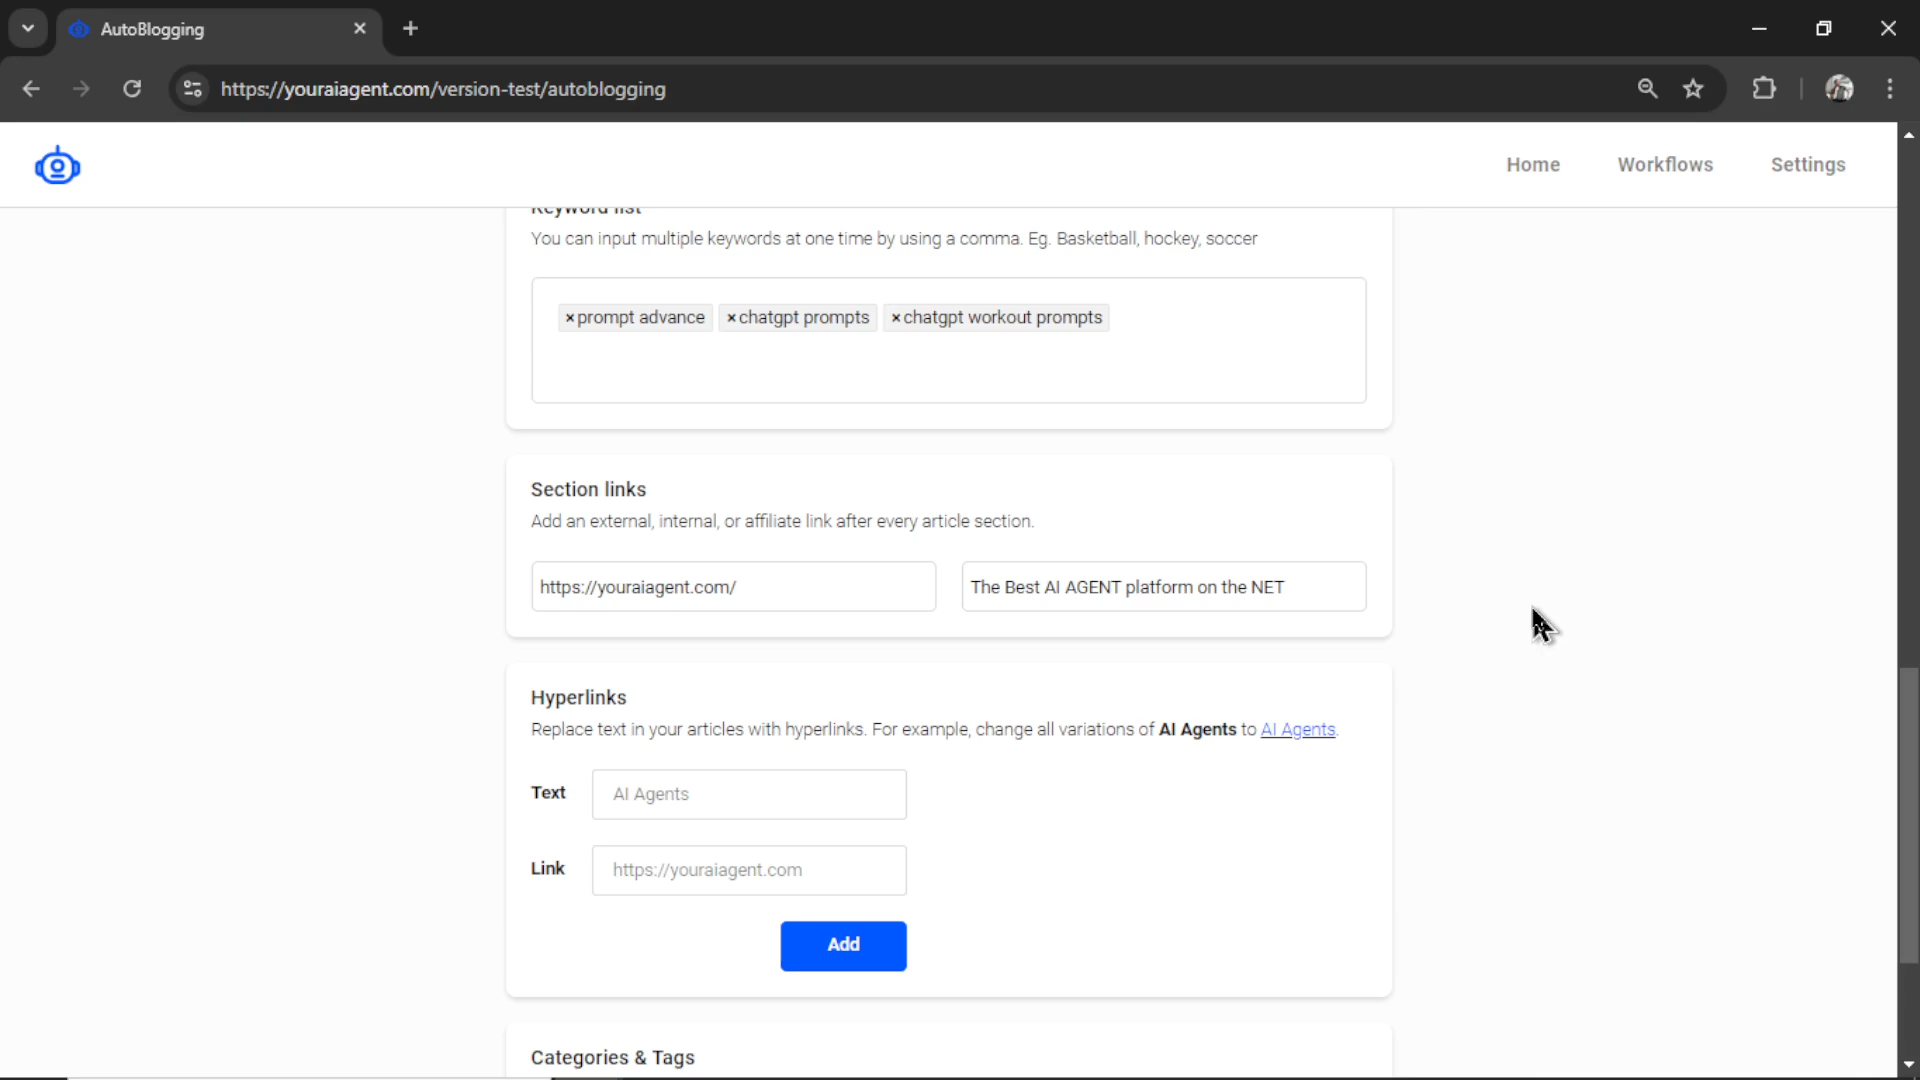 AutoBlogging
https://youraiagent.com/version-test/autoblogging
Home
Workflows
Settings
Keyword list
You can input multiple keywords at one time by using a comma. Eg. Basketball, hockey, soccer
×prompt advance ×chatgpt prompts ×chatgpt workout prompts
Section links
Add an external, internal, or affiliate link after every article section.
https://youraiagent.com/
The Best AI AGENT platform on the NET
Hyperlinks
Replace text in your articles with hyperlinks. For example, change all variations of AI Agents to AI Agents.
Text
AI Agents
Link
https://youraiagent.com
Add
Categories & Tags